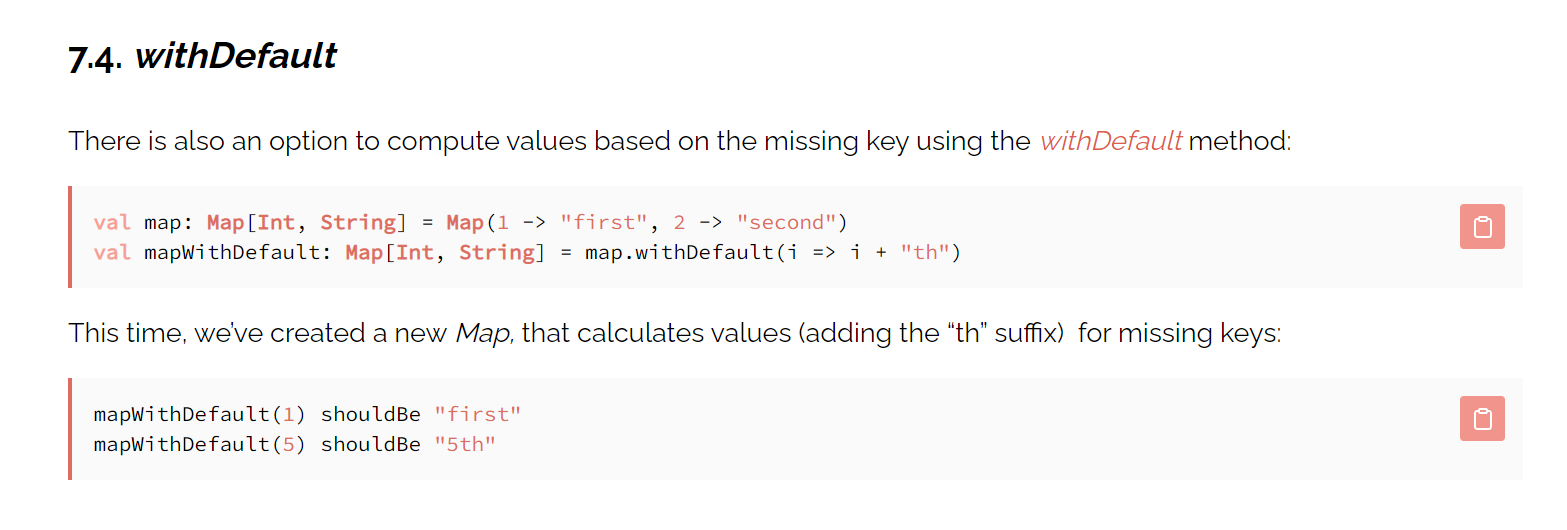 7.4. withDefault
There is also an option to compute values based on the missing key using the withDefault method:
val map: Map[Int, String] = Map(1 -> "first", 2 -> "second")
val mapWithDefault: Map[Int, String] = map.withDefault(i => i + "th")
This time, we’ve created a new Map, that calculates values (adding the “th” suffix)  for missing keys:
mapWithDefault(1) shouldBe "first"
mapWithDefault(5) shouldBe "5th"